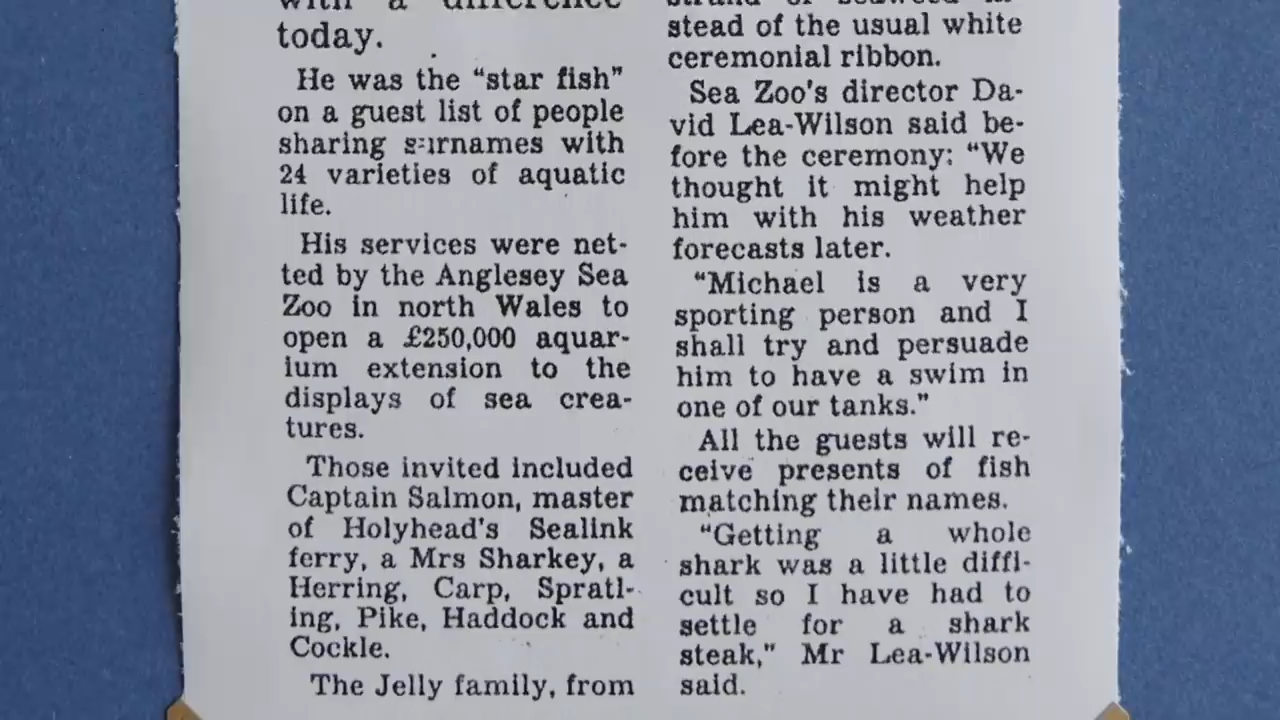 with a difference
today.
He was the “star fish”
on a guest list of people
sharing surnames with
24 varieties of aquatic
life.
His services were net-
ted by the Anglesey Sea
Zoo in north Wales to
open a £250,000 aquar-
ium extension to the
displays of sea crea-
tures.
Those invited included
Captain Salmon, master
of Holyhead's Sealink
ferry, a Mrs Sharkey, a
Herring, Carp, Spratl-
ing, Pike, Haddock and
Cockle.
The Jelly family, from
strand of seaweed in-
stead of the usual white
ceremonial ribbon.
Sea Zoo's director Da-
vid Lea-Wilson said be-
fore the ceremony: “We
thought it might help
him with his weather
forecasts later.
“Michael is a very
sporting person and I
shall try and persuade
him to have a swim in
one of our tanks.”
All the guests will re-
ceive presents of fish
matching their names.
“Getting a whole
shark was a little diffi-
cult so I have had to
settle for a shark
steak,” Mr Lea-Wilson
said.